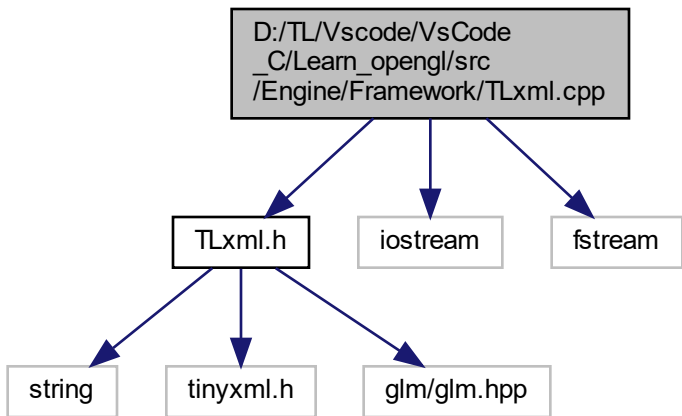 D:/TL/Vscode/VsCode
_C/Learn_opengl/src
/Engine/Framework/TLxml.cpp
TLxml.h
iostream
fstream
string
tinyxml.h
glm/glm.hpp